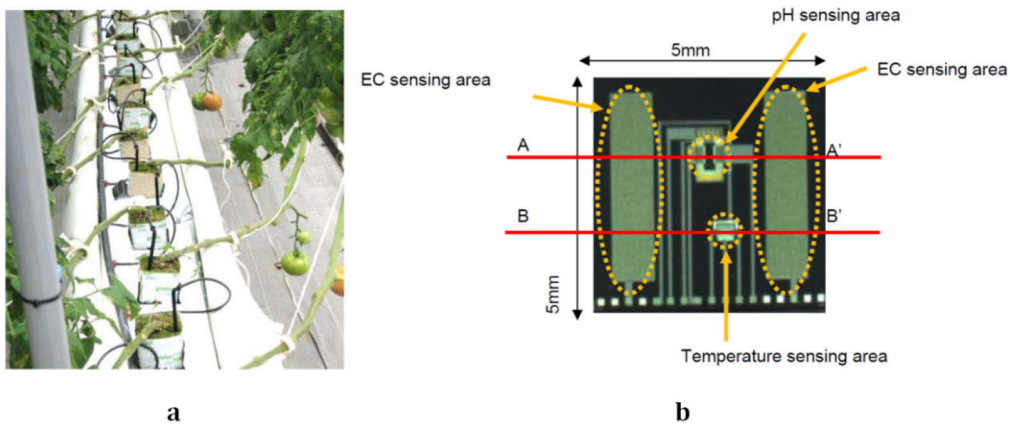 pH sensing area
5mm
EC sensing area
EC sensing area
A
A'
B
B'
5mm
Temperature sensing area
a
b